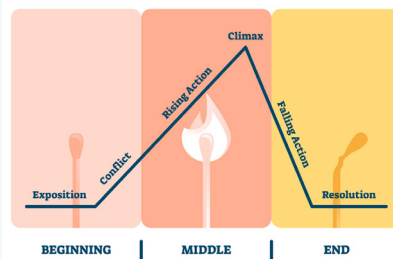 Climax
Rising Action
Conflict
Falling Action
Exposition
Resolution
BEGINNING
MIDDLE
END